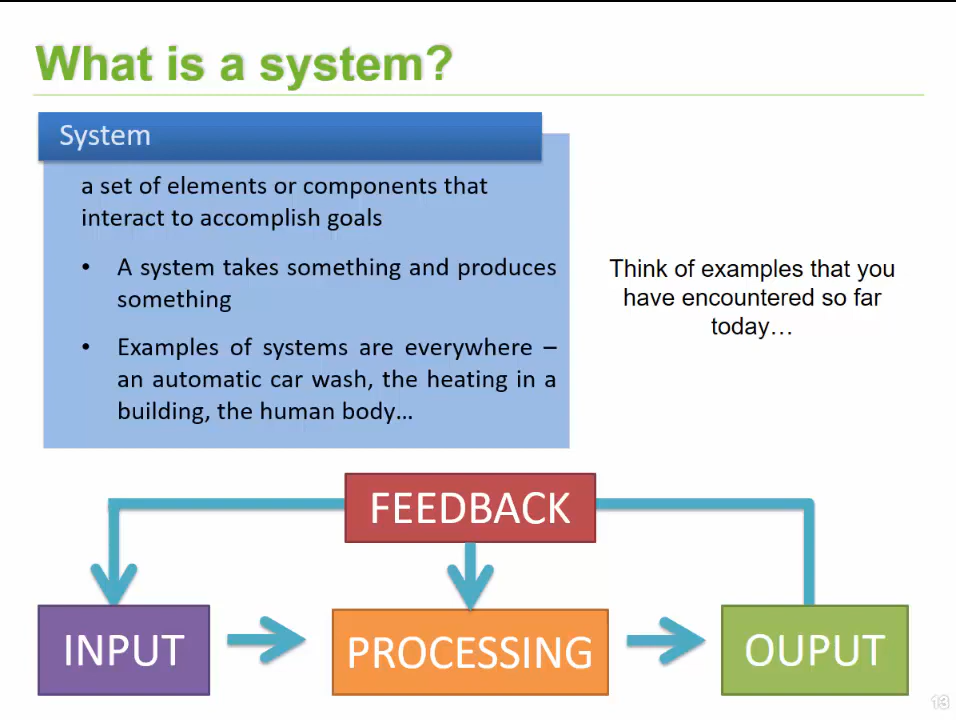 What is a system?
System
a set of elements or components that
interact to accomplish goals
• A system takes something and produces
something
• Examples of systems are everywhere –
an automatic car wash, the heating in a
building, the human body…
Think of examples that you
have encountered so far
today…
FEEDBACK
INPUT
PROCESSING
OUPUT
13